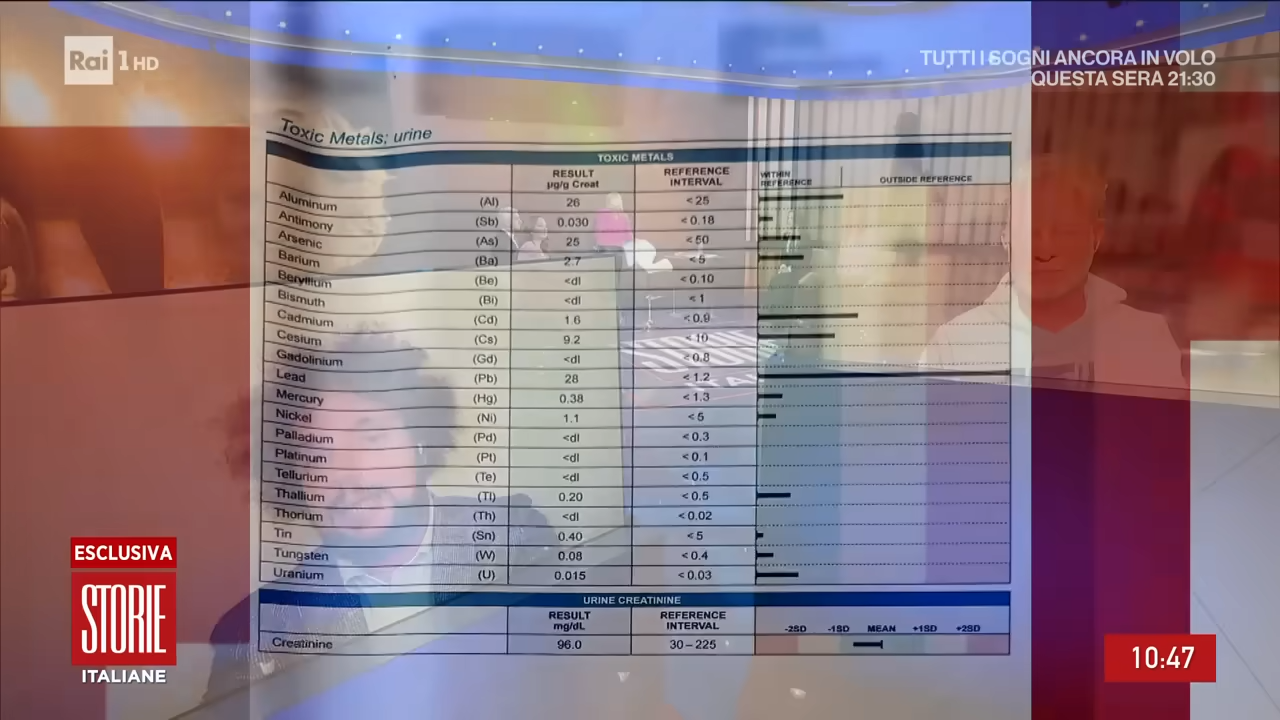 Rai 1 HD
TUTTI I SOGNI ANCORA IN VOLO
QUESTA SERA 21:30
Toxic Metals; urine
TOXIC METALS
RESULT µg/g Creat REFERENCE INTERVAL WITHIN REFERENCE OUTSIDE REFERENCE
Aluminum (Al) 26 <25
Antimony (Sb) 0.030 <0.18
Arsenic (As) 25 <50
Barium (Ba) 2.7 <5
Beryllium (Be) <dl <0.10
Bismuth (Bi) <dl <1
Cadmium (Cd) 1.6 <0.9
Cesium (Cs) 9.2 <10
Gadolinium (Gd) <dl <0.8
Lead (Pb) 28 <1.2
Mercury (Hg) 0.38 <1.3
Nickel (Ni) 1.1 <5
Palladium (Pd) <dl <0.3
Platinum (Pt) <dl <0.1
Tellurium (Te) <dl <0.5
Thallium (Tl) 0.20 <0.5
Thorium (Th) <dl <0.02
Tin (Sn) 0.40 <5
Tungsten (W) 0.08 <0.4
Uranium (U) 0.015 <0.03
URINE CREATININE
RESULT mg/dL REFERENCE INTERVAL -2SD -1SD MEAN +1SD +2SD
Creatinine 96.0 30–225
ESCLUSIVA
STORIE
ITALIANE
10:47